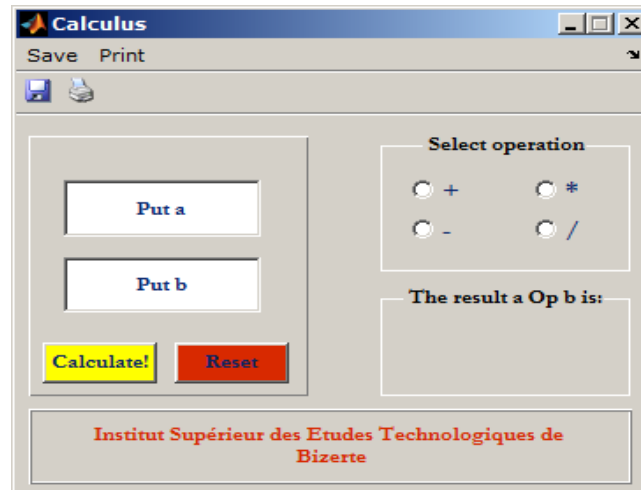 Calculus
Save Print
Select operation
+ *
- /
Put a
Put b
The result a Op b is:
Calculate! Reset
Institut Supérieur des Etudes Technologiques de
Bizerte